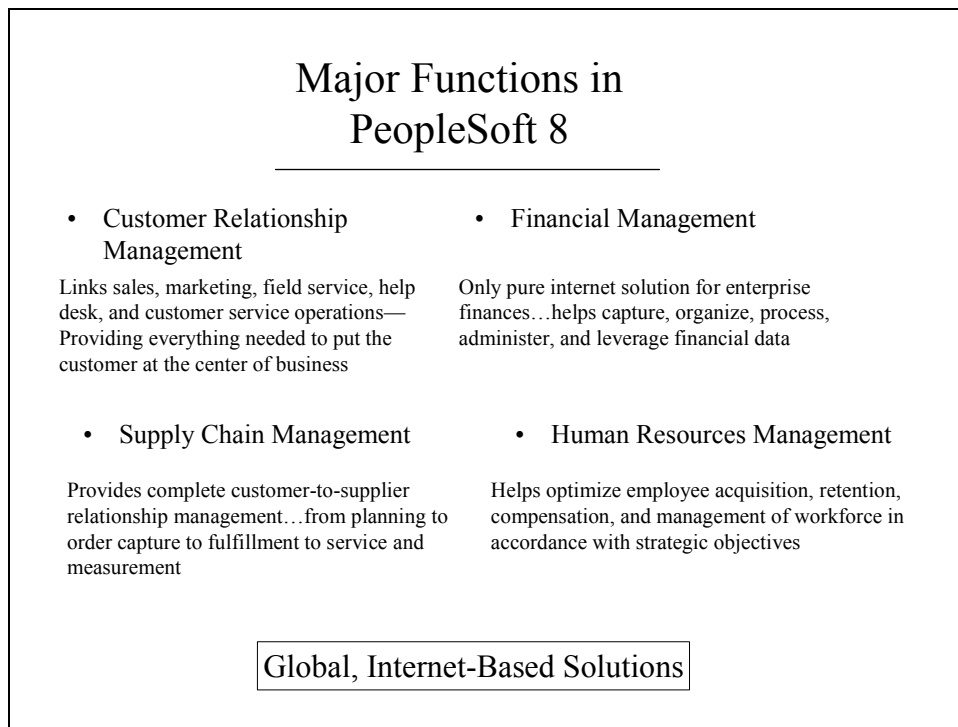 Major Functions in
PeopleSoft 8
• Customer Relationship
Management
Links sales, marketing, field service, help
desk, and customer service operations—
Providing everything needed to put the
customer at the center of business
• Financial Management
Only pure internet solution for enterprise
finances…helps capture, organize, process,
administer, and leverage financial data
• Supply Chain Management
Provides complete customer-to-supplier
relationship management…from planning to
order capture to fulfillment to service and
measurement
• Human Resources Management
Helps optimize employee acquisition, retention,
compensation, and management of workforce in
accordance with strategic objectives
Global, Internet-Based Solutions